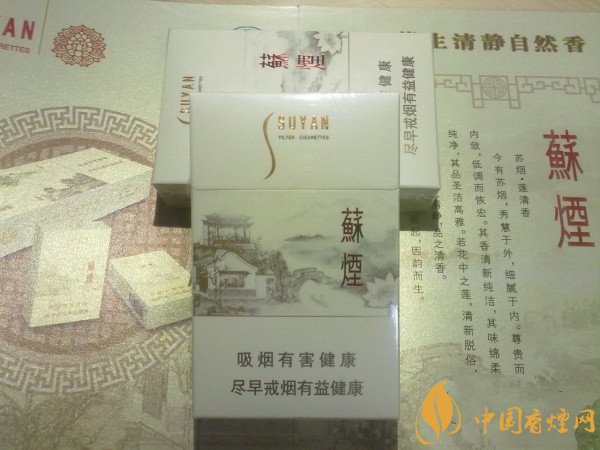 AN
RETTES
生清静自然香
蘇煙
健康
尽早戒烟有益健康
SUYAN
FILTER CIGARETTES
蘇煙
吸烟有害健康
尽早戒烟有益健康
蘇煙
苏烟·莲清香
今有苏烟,秀慧于外,细腻于内。尊贵而
内敛,低调而恢宏。其香清新纯洁,其味绵柔
纯净,其品圣洁高雅。若花中之莲,清新脱俗,
品之清香。
因韵而生。
中国香烟网